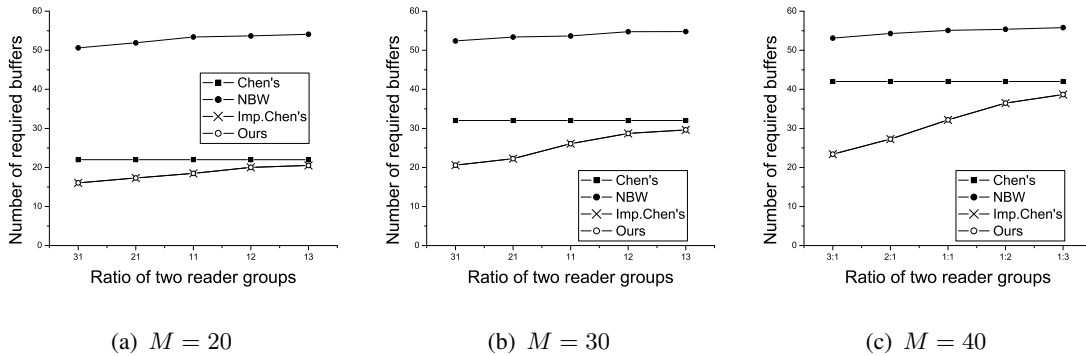 60
50
40
30
20
10
0
Number of required buffers
Chen's
NBW
Imp.Chen's
Ours
31 21 11 12 13
Ratio of two reader groups
(a) M = 20
60
50
40
30
20
10
0
Number of required buffers
Chen's
NBW
Imp.Chen's
Ours
31 21 11 12 13
Ratio of two reader groups
(b) M = 30
60
50
40
30
20
10
0
Number of required buffers
Chen's
NBW
Imp.Chen's
Ours
3:1 2:1 1:1 1:2 1:3
Ratio of two reader groups
(c) M = 40